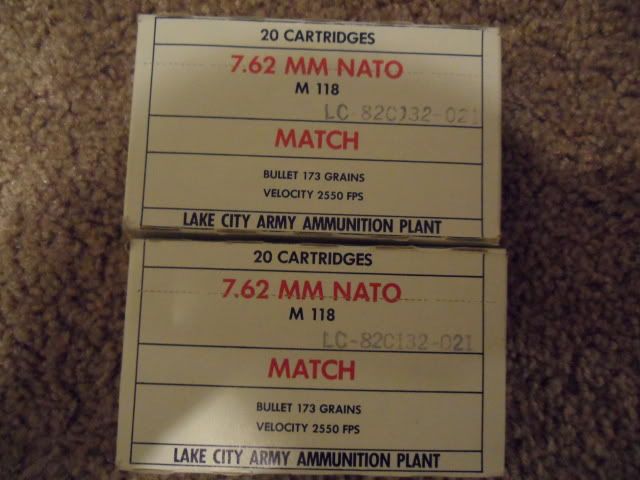 20 CARTRIDGES
7.62 MM NATO
M 118
LC-82C132-021
MATCH
BULLET 173 GRAINS
VELOCITY 2550 FPS
LAKE CITY ARMY AMMUNITION PLANT
20 CARTRIDGES
7.62 MM NATO
M 118
LC-82C132-021
MATCH
BULLET 173 GRAINS
VELOCITY 2550 FPS
LAKE CITY ARMY AMMUNITION PLANT